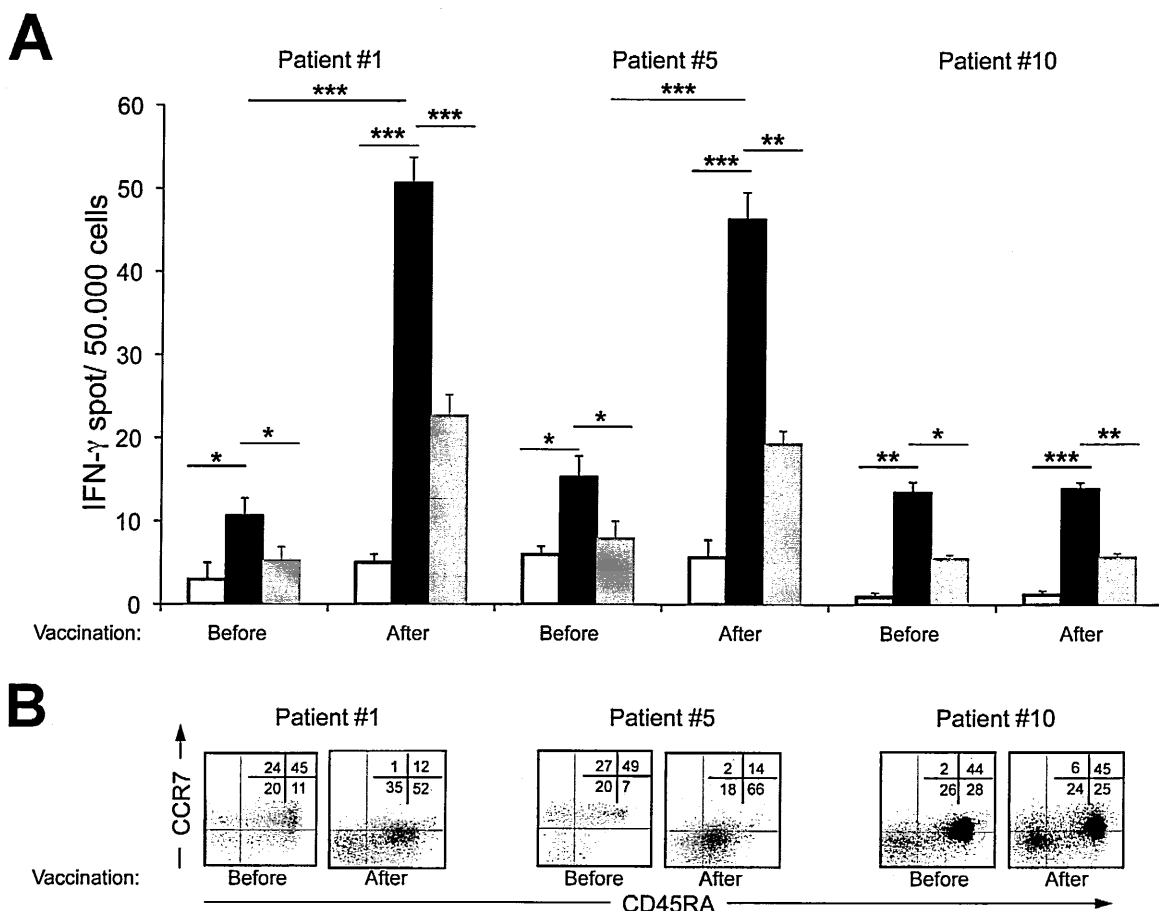 A
Patient #1 Patient #5 Patient #10
*** ***
*** *** *** **
* * * * ** * *** **
IFN-γ spot/ 50.000 cells
60
50
40
30
20
10
0
Vaccination: Before After Before After Before After
B
Patient #1 Patient #5 Patient #10
CCR7
24 45 1 12 27 49 2 14 2 44 6 45
20 11 35 52 20 7 18 66 26 28 24 25
Vaccination: Before After Before After Before After
CD45RA